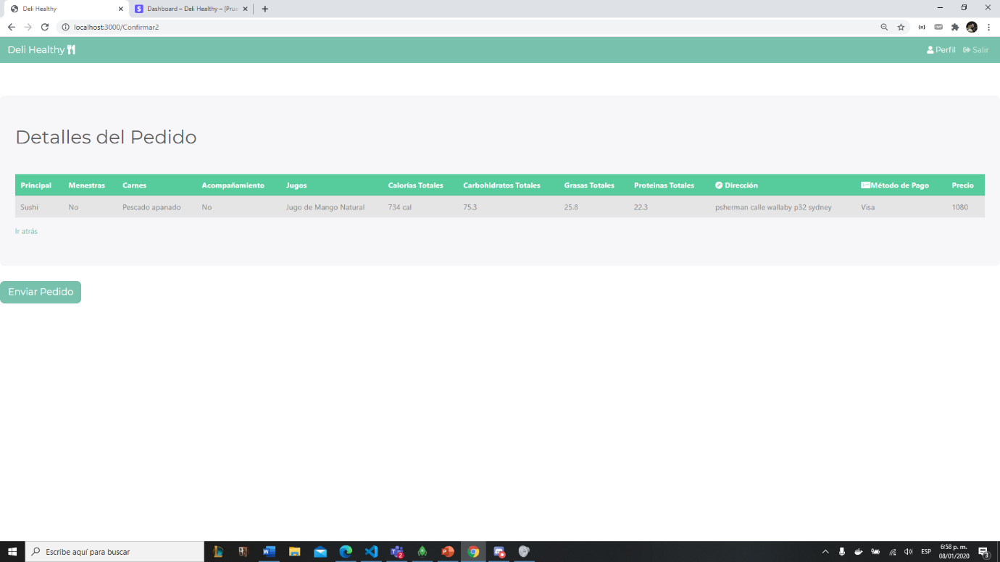 Deli Healthy
Dashboard – Deli Healthy – [Prue
localhost:3000/Confirmar2
Deli Healthy
Perfil Salir
Detalles del Pedido
Principal Menestras Carnes Acompañamiento Jugos Calorías Totales Carbohidratos Totales Grasas Totales Proteinas Totales Dirección Método de Pago Precio
Sushi No Pescado apanado No Jugo de Mango Natural 734 cal 75.3 25.8 22.3 psherman calle wallaby p32 sydney Visa 1080
Ir atrás
Enviar Pedido
Escribe aquí para buscar
ESP
6:58 p. m.
08/01/2020